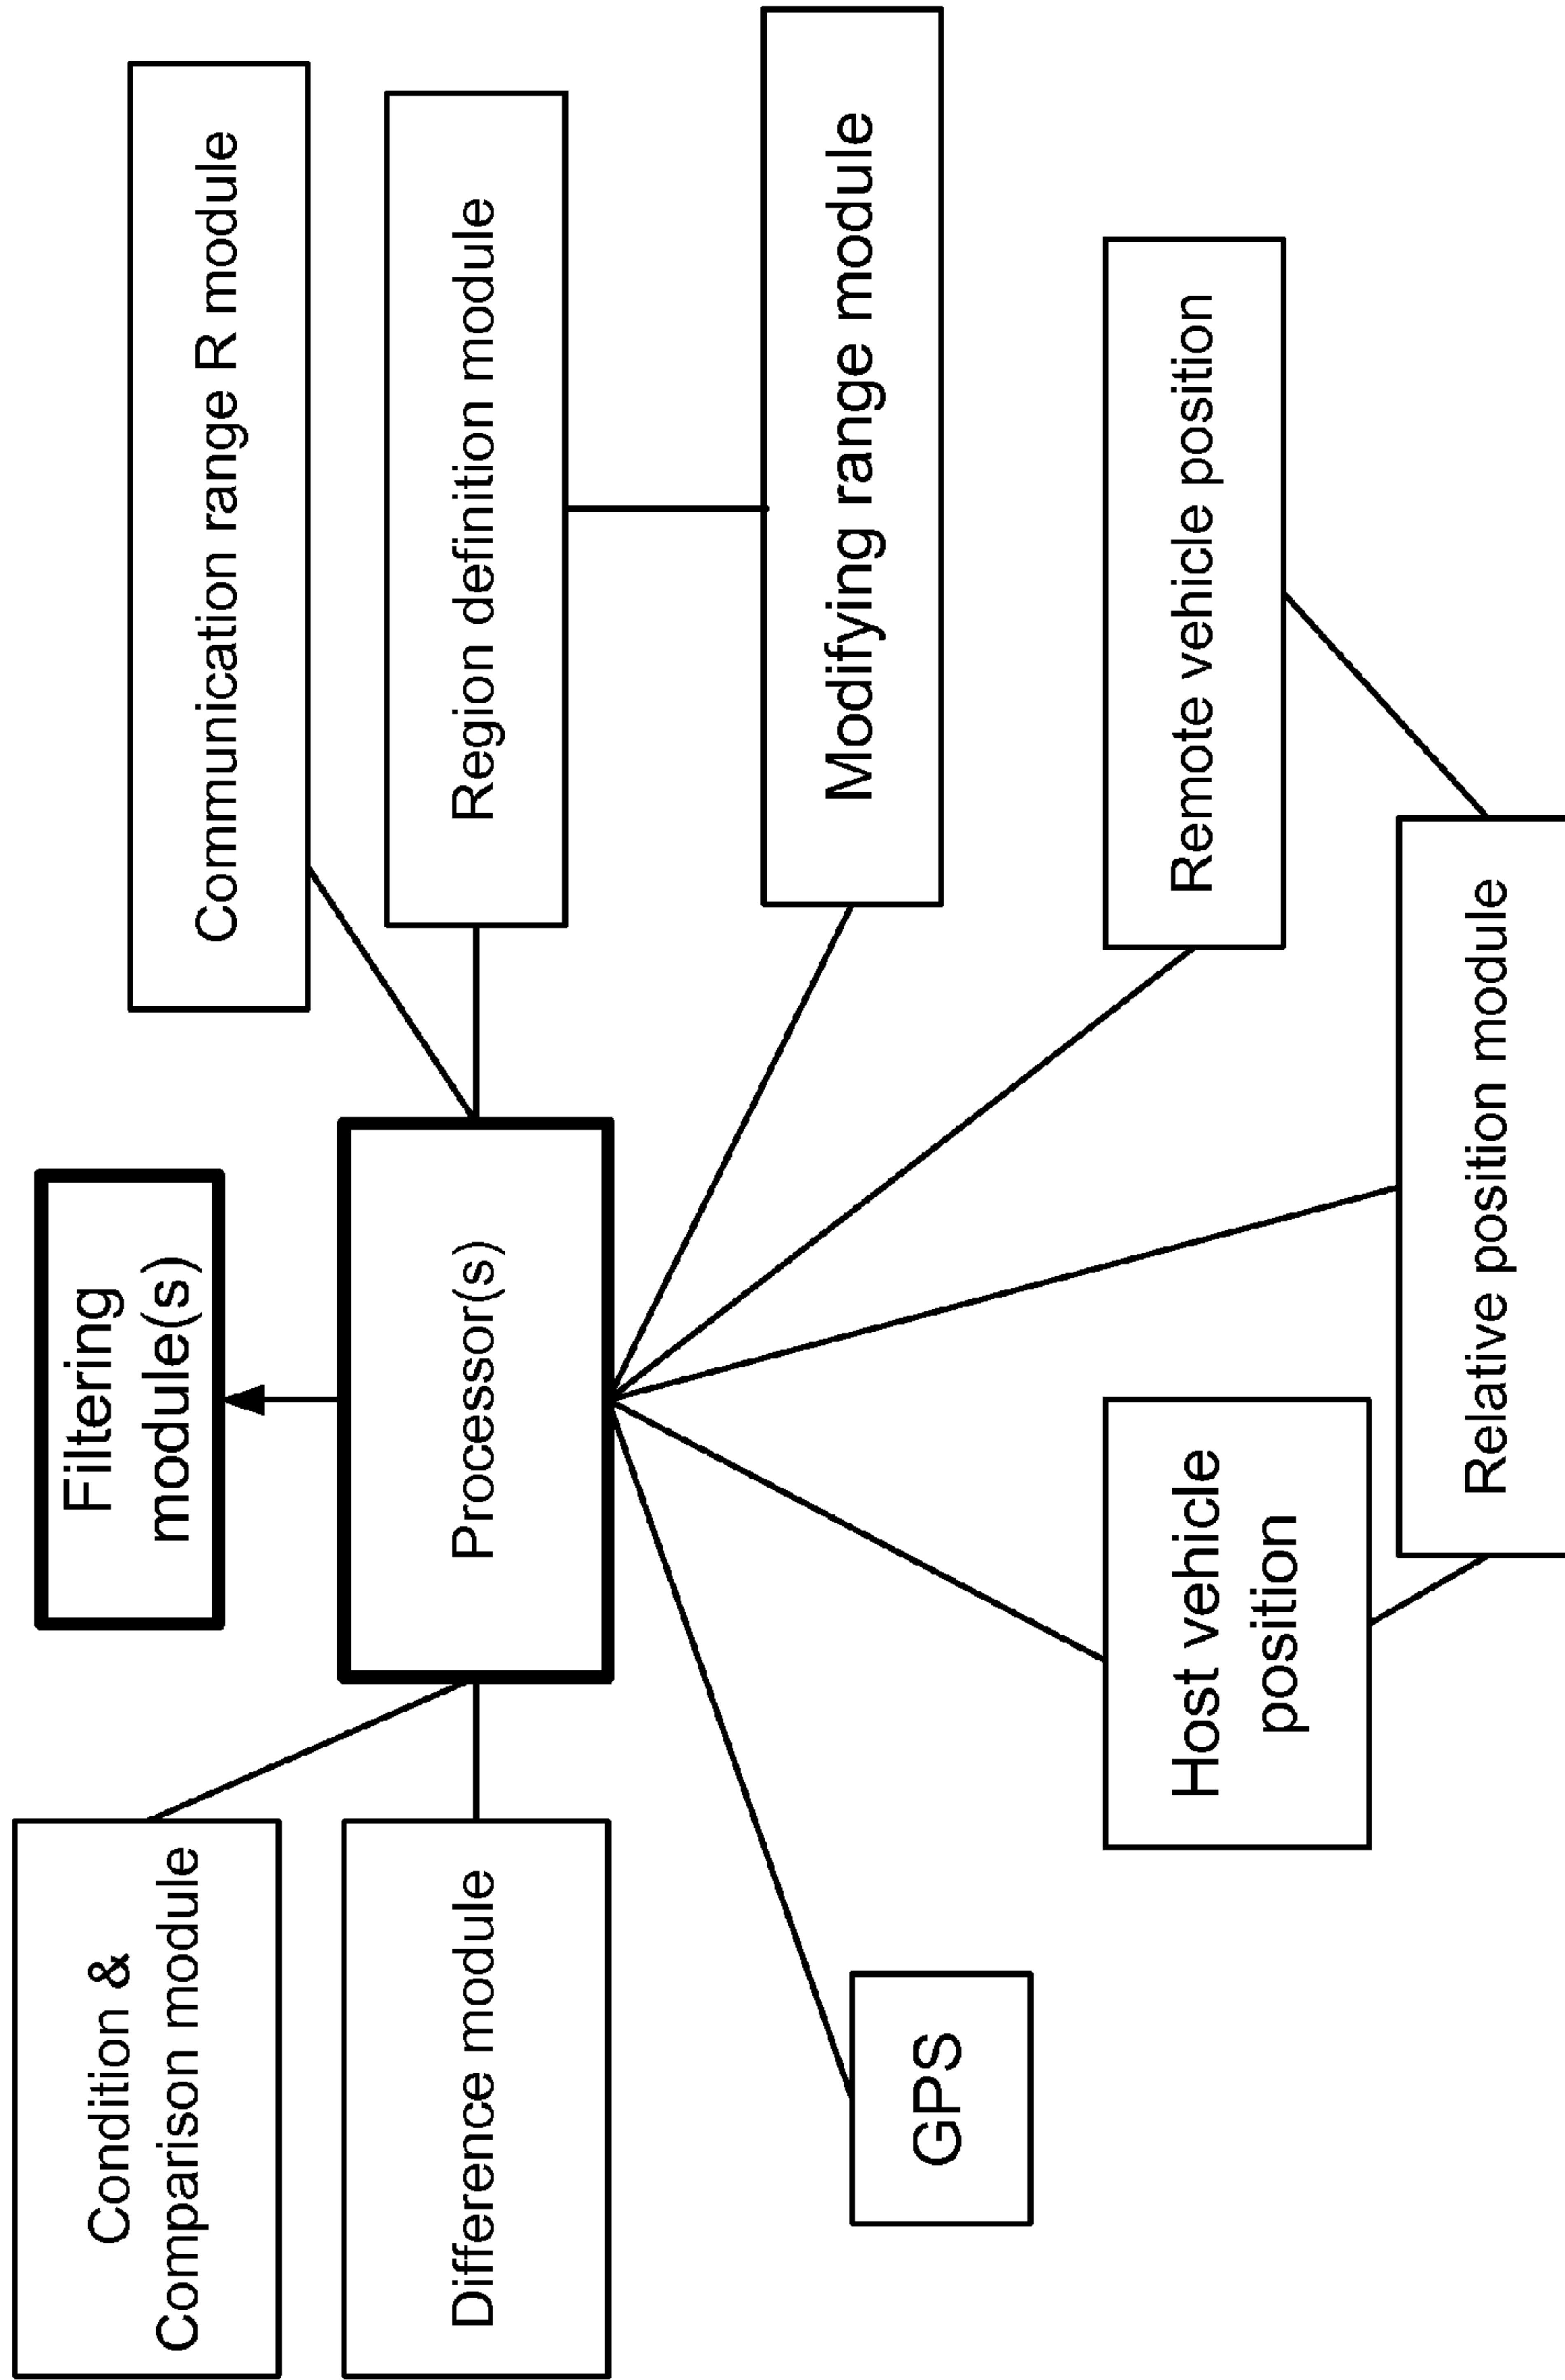 Filtering
module(s)
Condition &
Comparison module
Communication range R module
Difference module
Processor(s)
Region definition module
GPS
Modifying range module
Host vehicle
position
Remote vehicle position
Relative position module